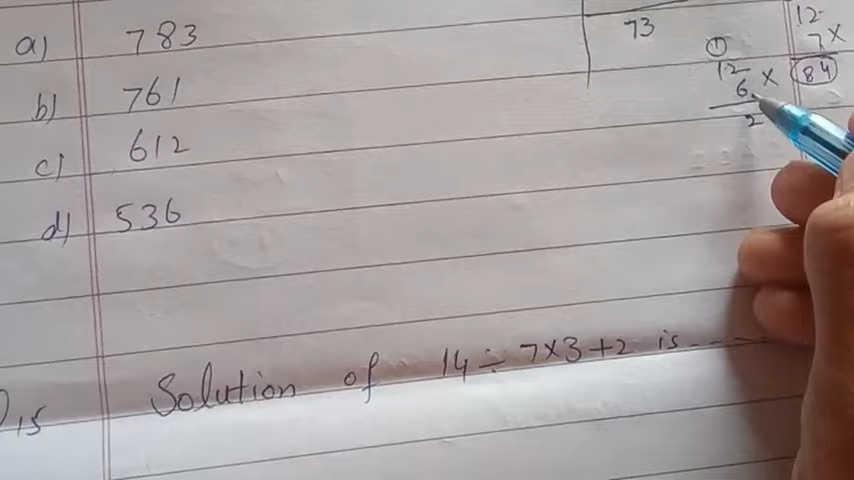 a) 783
b) 761
c) 612
d) 536
73
①
12
6 ×
2
12
7 ×
84
15 Solution of 14 ÷ 7 × 3 + 2 is ----